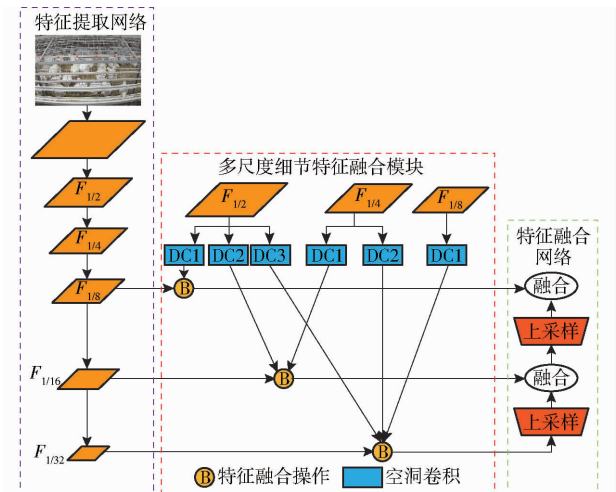 特征提取网络
F1/2
F1/4
F1/8
F1/16
F1/32
多尺度细节特征融合模块
F1/2 F1/4 F1/8
DC1 DC2 DC3 DC1 DC2 DC1
B
B
B
B 特征融合操作 空洞卷积
特征融合
网络
融合
上采样
融合
上采样